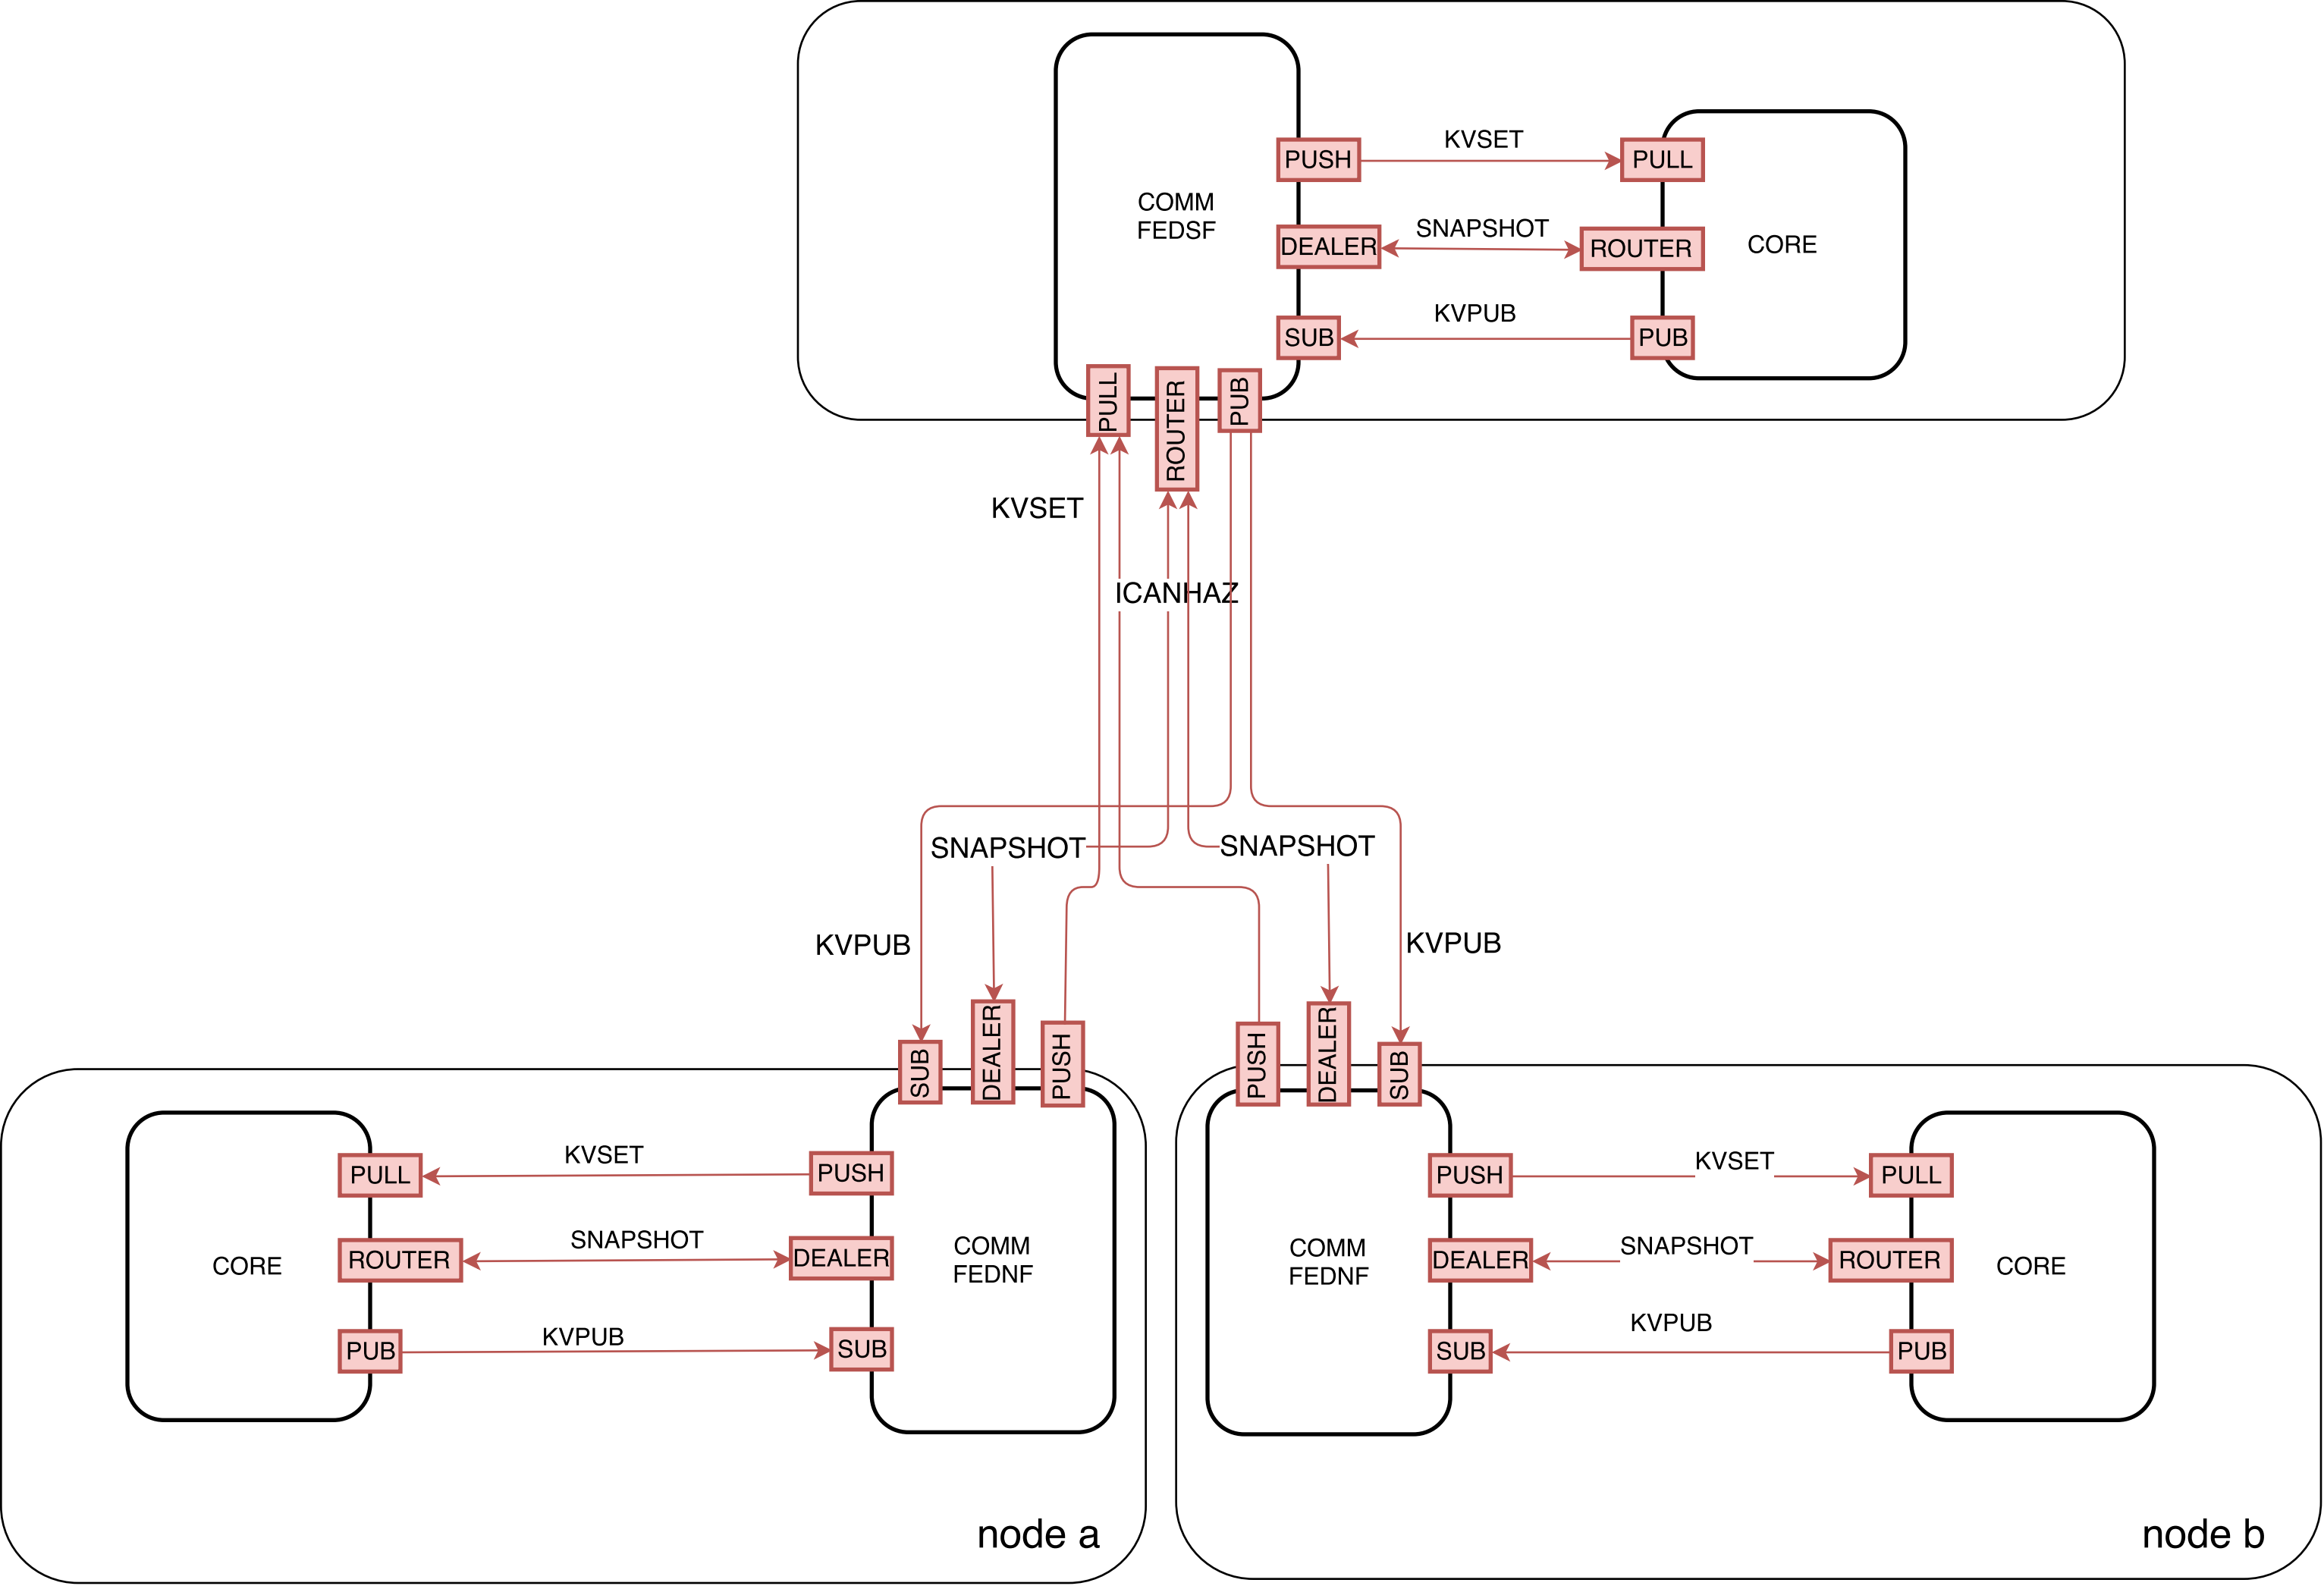 KVSET
PUSH
PULL
COMM
FEDSF
SNAPSHOT
DEALER
ROUTER
CORE
KVPUB
SUB
PUB
PULL
ROUTER
PUB
KVSET
ICANHAZ
SNAPSHOT
SNAPSHOT
KVPUB
KVPUB
SUB
DEALER
PUSH
PUSH
DEALER
SUB
KVSET
PULL
PUSH
SNAPSHOT
CORE
ROUTER
DEALER
COMM
FEDNF
KVPUB
PUB
SUB
node a
KVSET
PUSH
PULL
COMM
FEDNF
SNAPSHOT
DEALER
ROUTER
CORE
KVPUB
SUB
PUB
node b